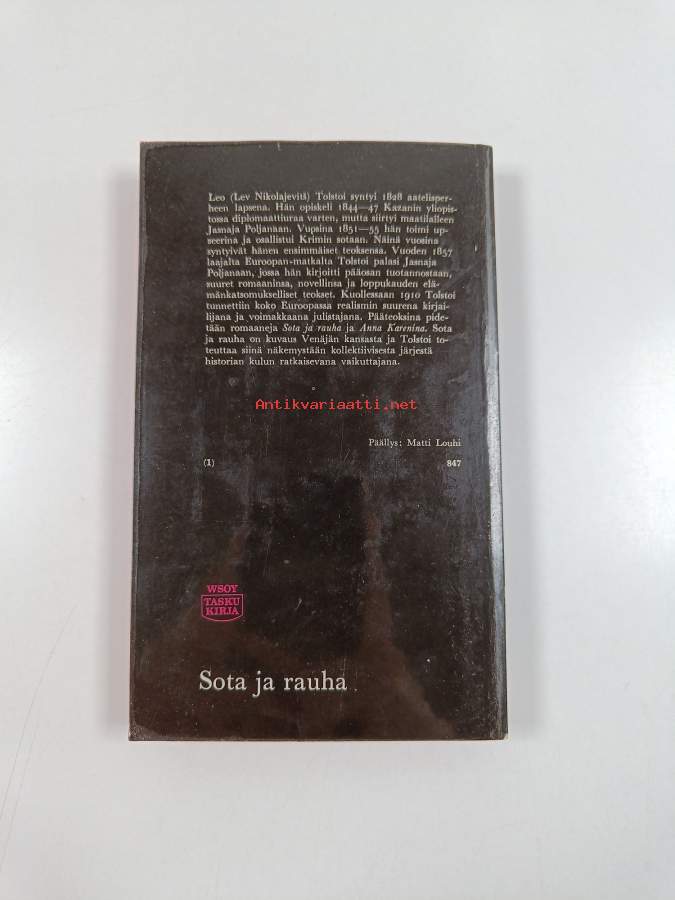 Leo (Lev Nikolajevitš) Tolstoi syntyi 1828 aatelisper-
heen lapsena. Hän opiskeli 1844—47 Kazanin yliopis-
tossa diplomaattiuraa varten, mutta siirtyi maatilalleen
Jasnaja Poljanaan. Vuosina 1851—55 hän toimi up-
seerina ja osallistui Krimin sotaan. Näinä vuosina
syntyivät hänen ensimmäiset teoksensa. Vuoden 1857
laajalta Euroopan-matkalta Tolstoi palasi Jasnaja
Poljanaan, jossa hän kirjoitti pääosan tuotannostaan,
suuret romaaninsa, novellinsa ja loppukauden elä-
mänkatsomukselliset teokset. Kuollessaan 1910 Tolstoi
tunnettiin koko Euroopassa realismin suurena kirjai-
lijana ja voimakkaana julistajana. Pääteoksina pide-
tään romaaneja Sota ja rauha ja Anna Karenina. Sota
ja rauha on kuvaus Venäjän kansasta ja Tolstoi to-
teuttaa siinä näkemystään kollektiivisesta järjestä
historian kulun ratkaisevana vaikuttajana.
Antikvariaatti.net
Päällys: Matti Louhi
(1) 847
WSOY
TASKU
KIRJA
Sota ja rauha